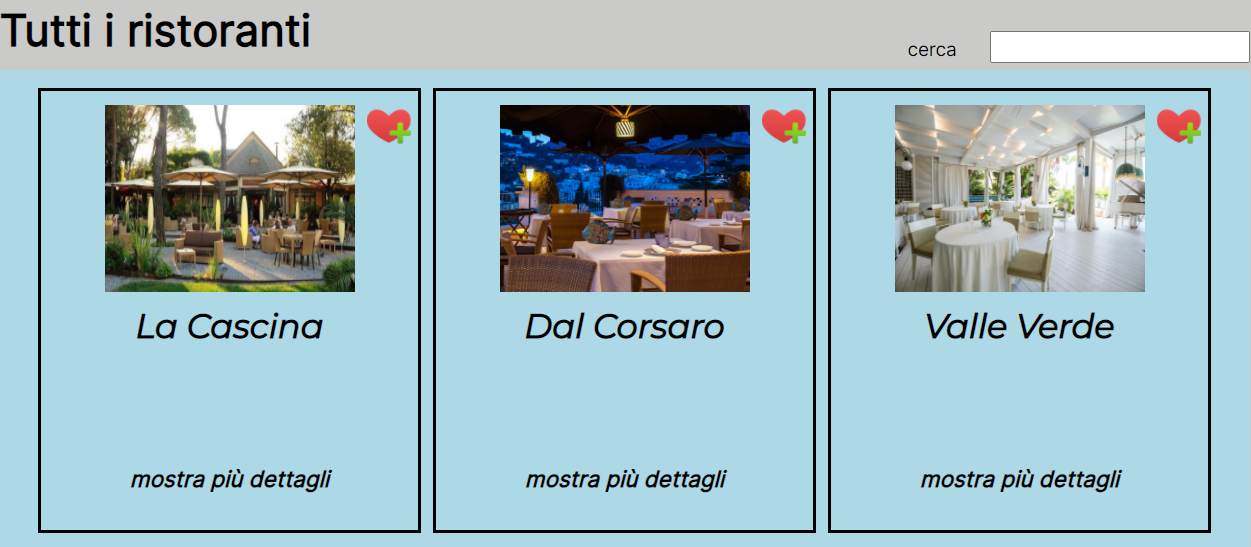 Tutti i ristoranti
cerca
La Cascina
Dal Corsaro
Valle Verde
mostra più dettagli
mostra più dettagli
mostra più dettagli